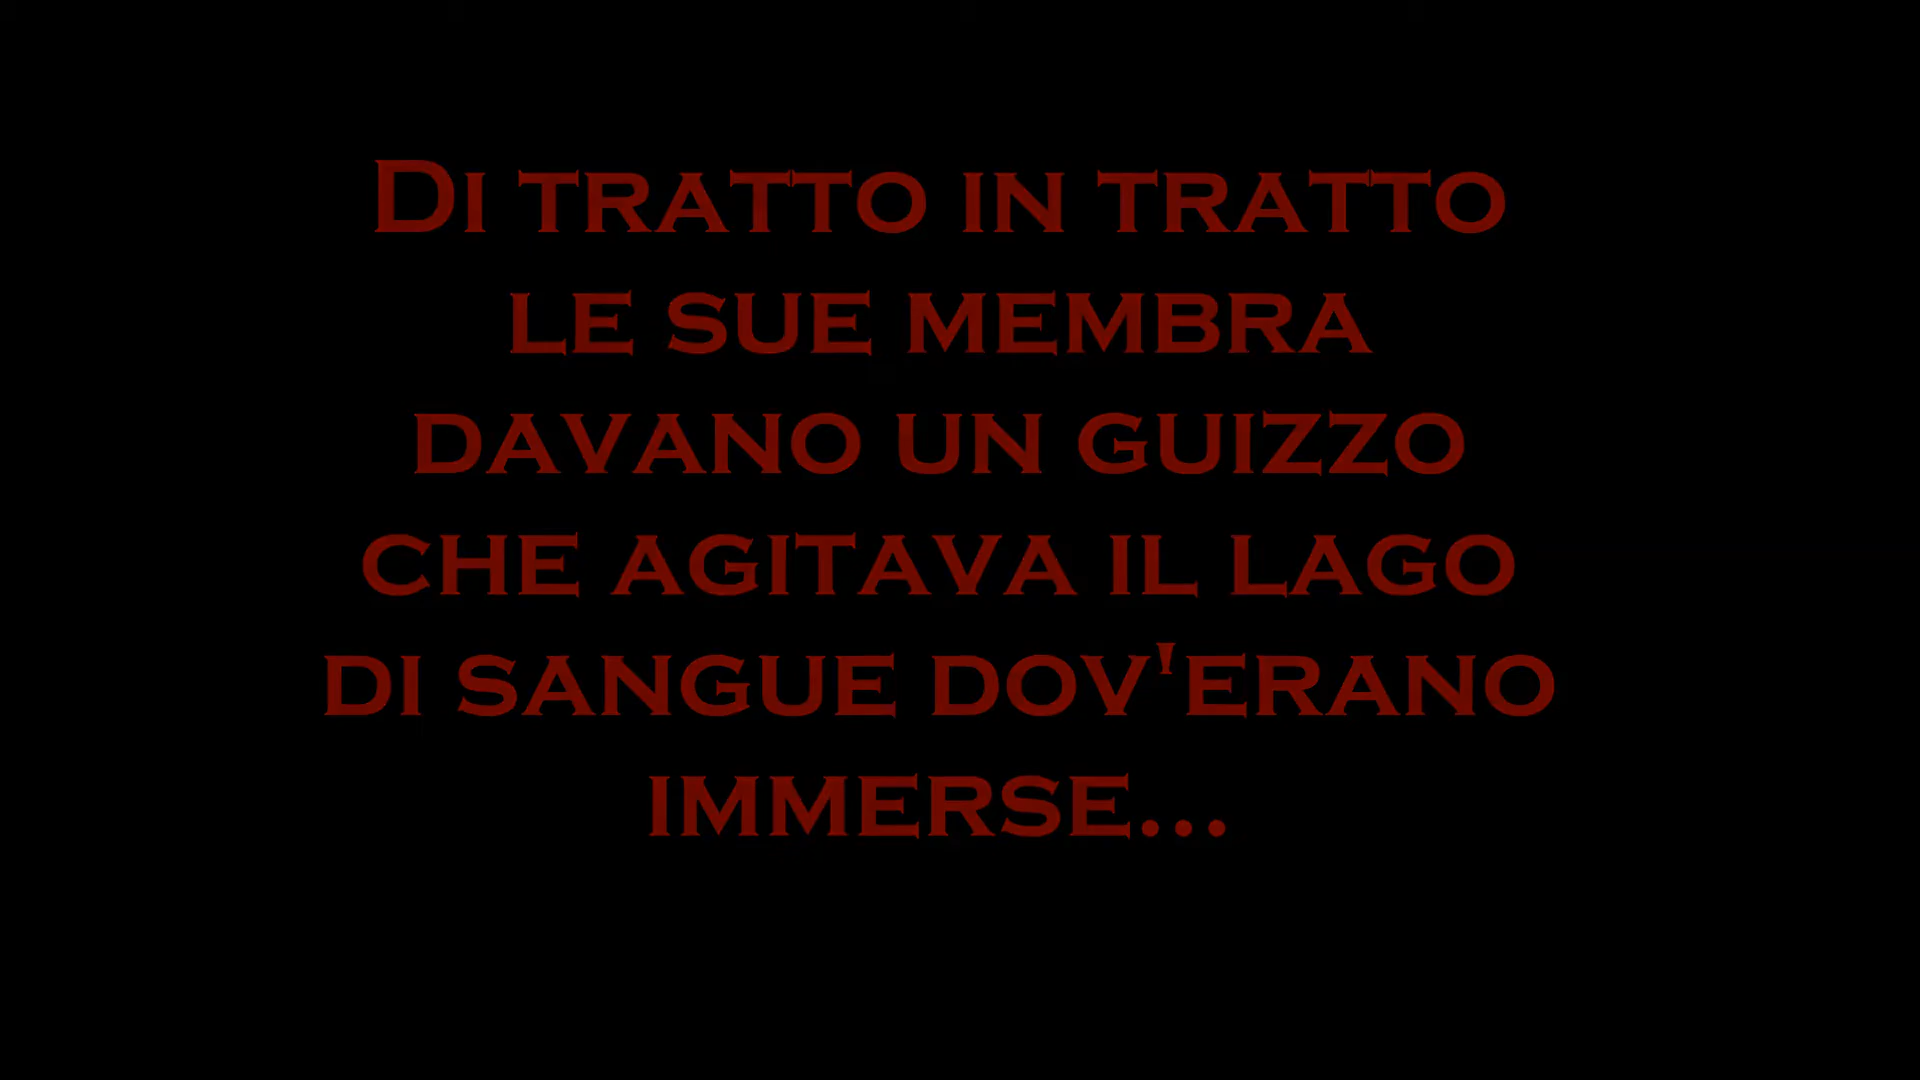 Di tratto in tratto
le sue membra
davano un guizzo
che agitava il lago
di sangue dov'erano
immerse...